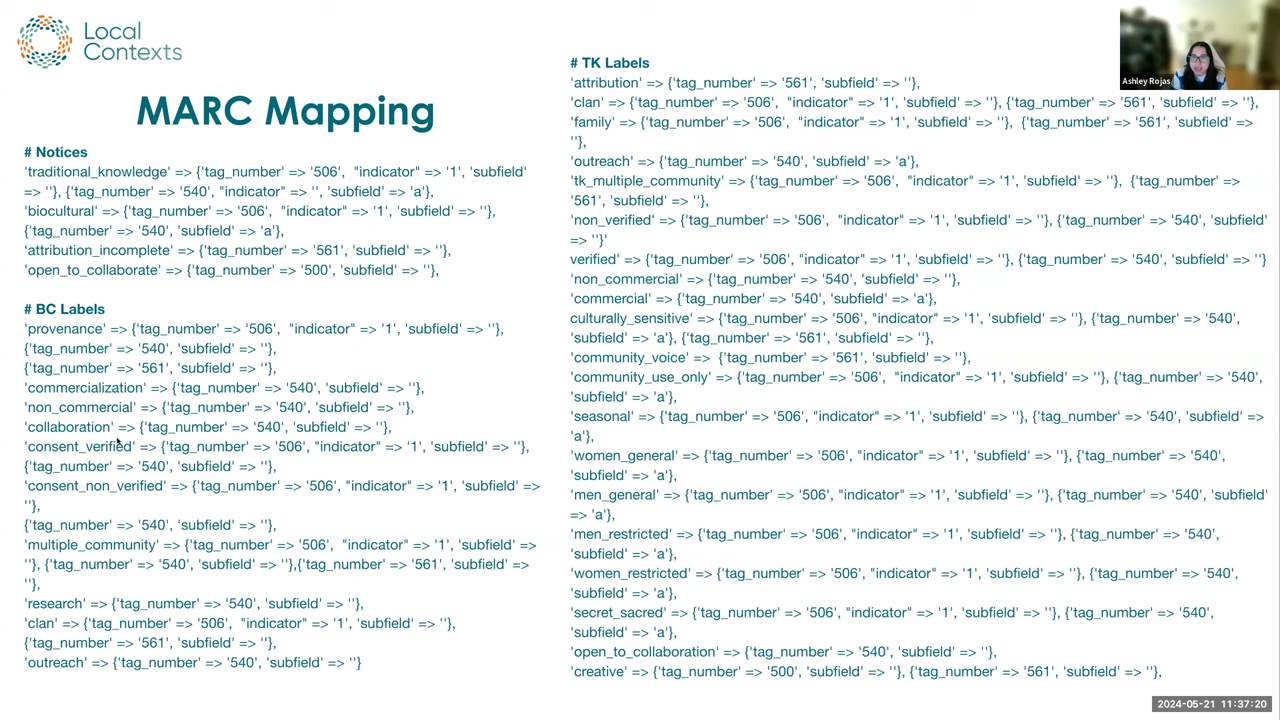 Local
Contexts
MARC Mapping
# Notices
'traditional_knowledge' => {'tag_number' => '506',  "indicator" => '1', 'subfield'
=> ''}, {'tag_number' => '540', "indicator" => '', 'subfield' => 'a'},
'biocultural' => {'tag_number' => '506',  "indicator" => '1', 'subfield' => ''},
{'tag_number' => '540', 'subfield' => 'a'},
'attribution_incomplete' => {'tag_number' => '561', 'subfield' => ''},
'open_to_collaborate' => {'tag_number' => '500', 'subfield' => ''},
# BC Labels
'provenance' => {'tag_number' => '506',  "indicator" => '1', 'subfield' => ''},
{'tag_number' => '540', 'subfield' => ''},
{'tag_number' => '561', 'subfield' => ''},
'commercialization' => {'tag_number' => '540', 'subfield' => ''},
'non_commercial' => {'tag_number' => '540', 'subfield' => ''},
'collaboration' => {'tag_number' => '540', 'subfield' => ''},
'consent_verified' => {'tag_number' => '506', "indicator" => '1', 'subfield' => ''},
{'tag_number' => '540', 'subfield' => ''},
'consent_non_verified' => {'tag_number' => '506', "indicator" => '1', 'subfield' =>
''},
{'tag_number' => '540', 'subfield' => ''},
'multiple_community' => {'tag_number' => '506',  "indicator" => '1', 'subfield' =>
''}, {'tag_number' => '540', 'subfield' => ''},{'tag_number' => '561', 'subfield' =>
''},
'research' => {'tag_number' => '540', 'subfield' => ''},
'clan' => {'tag_number' => '506',  "indicator" => '1', 'subfield' => ''},
{'tag_number' => '561', 'subfield' => ''},
'outreach' => {'tag_number' => '540', 'subfield' => ''}
# TK Labels
'attribution' => {'tag_number' => '561', 'subfield' => ''},
'clan' => {'tag_number' => '506',  "indicator" => '1', 'subfield' => ''}, {'tag_number' => '561', 'subfield' => ''},
'family' => {'tag_number' => '506',  "indicator" => '1', 'subfield' => ''},  {'tag_number' => '561', 'subfield' =>
''},
'outreach' => {'tag_number' => '540', 'subfield' => 'a'},
'tk_multiple_community' => {'tag_number' => '506',  "indicator" => '1', 'subfield' => ''},  {'tag_number' =>
'561', 'subfield' => ''},
'non_verified' => {'tag_number' => '506',  "indicator" => '1', 'subfield' => ''}, {'tag_number' => '540', 'subfield'
=> ''}'
verified' => {'tag_number' => '506', "indicator" => '1', 'subfield' => ''}, {'tag_number' => '540', 'subfield' => ''}
'non_commercial' => {'tag_number' => '540', 'subfield' => ''},
'commercial' => {'tag_number' => '540', 'subfield' => 'a'},
culturally_sensitive' => {'tag_number' => '506', "indicator" => '1', 'subfield' => ''}, {'tag_number' => '540',
'subfield' => 'a'}, {'tag_number' => '561', 'subfield' => ''},
'community_voice' =>  {'tag_number' => '561', 'subfield' => ''},
'community_use_only' => {'tag_number' => '506',  "indicator" => '1', 'subfield' => ''}, {'tag_number' => '540',
'subfield' => 'a'},
'seasonal' => {'tag_number' => '506', "indicator" => '1', 'subfield' => ''}, {'tag_number' => '540', 'subfield' =>
'a'},
'women_general' => {'tag_number' => '506', "indicator" => '1', 'subfield' => ''}, {'tag_number' => '540',
'subfield' => 'a'},
'men_general' => {'tag_number' => '506', "indicator" => '1', 'subfield' => ''}, {'tag_number' => '540', 'subfield'
=> 'a'},
'men_restricted' => {'tag_number' => '506', "indicator" => '1', 'subfield' => ''}, {'tag_number' => '540',
'subfield' => 'a'},
'women_restricted' => {'tag_number' => '506', "indicator" => '1', 'subfield' => ''}, {'tag_number' => '540',
'subfield' => 'a'},
'secret_sacred' => {'tag_number' => '506', "indicator" => '1', 'subfield' => ''}, {'tag_number' => '540',
'subfield' => 'a'},
'open_to_collaboration' => {'tag_number' => '540', 'subfield' => ''},
'creative' => {'tag_number' => '500', 'subfield' => ''}, {'tag_number' => '561', 'subfield' => ''},
Ashley Rojas
2024-05-21 11:37:20